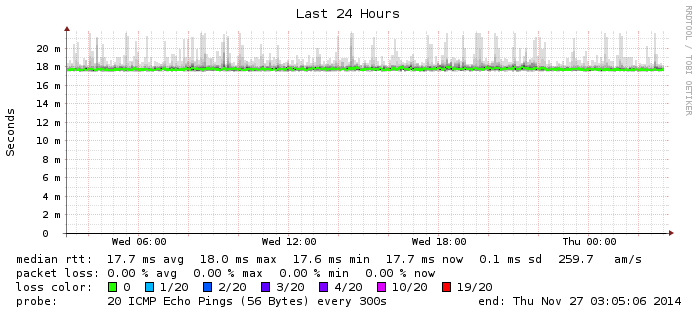 Last 24 Hours
RRDTOOL / TOBI OETIKER
Seconds
20 m
18 m
16 m
14 m
12 m
10 m
8 m
6 m
4 m
2 m
0
Wed 06:00 Wed 12:00 Wed 18:00 Thu 00:00
median rtt: 17.7 ms avg 18.0 ms max 17.6 ms min 17.7 ms now 0.1 ms sd 259.7 am/s
packet loss: 0.00 % avg 0.00 % max 0.00 % min 0.00 % now
loss color: 0 1/20 2/20 3/20 4/20 10/20 19/20
probe: 20 ICMP Echo Pings (56 Bytes) every 300s end: Thu Nov 27 03:05:06 2014